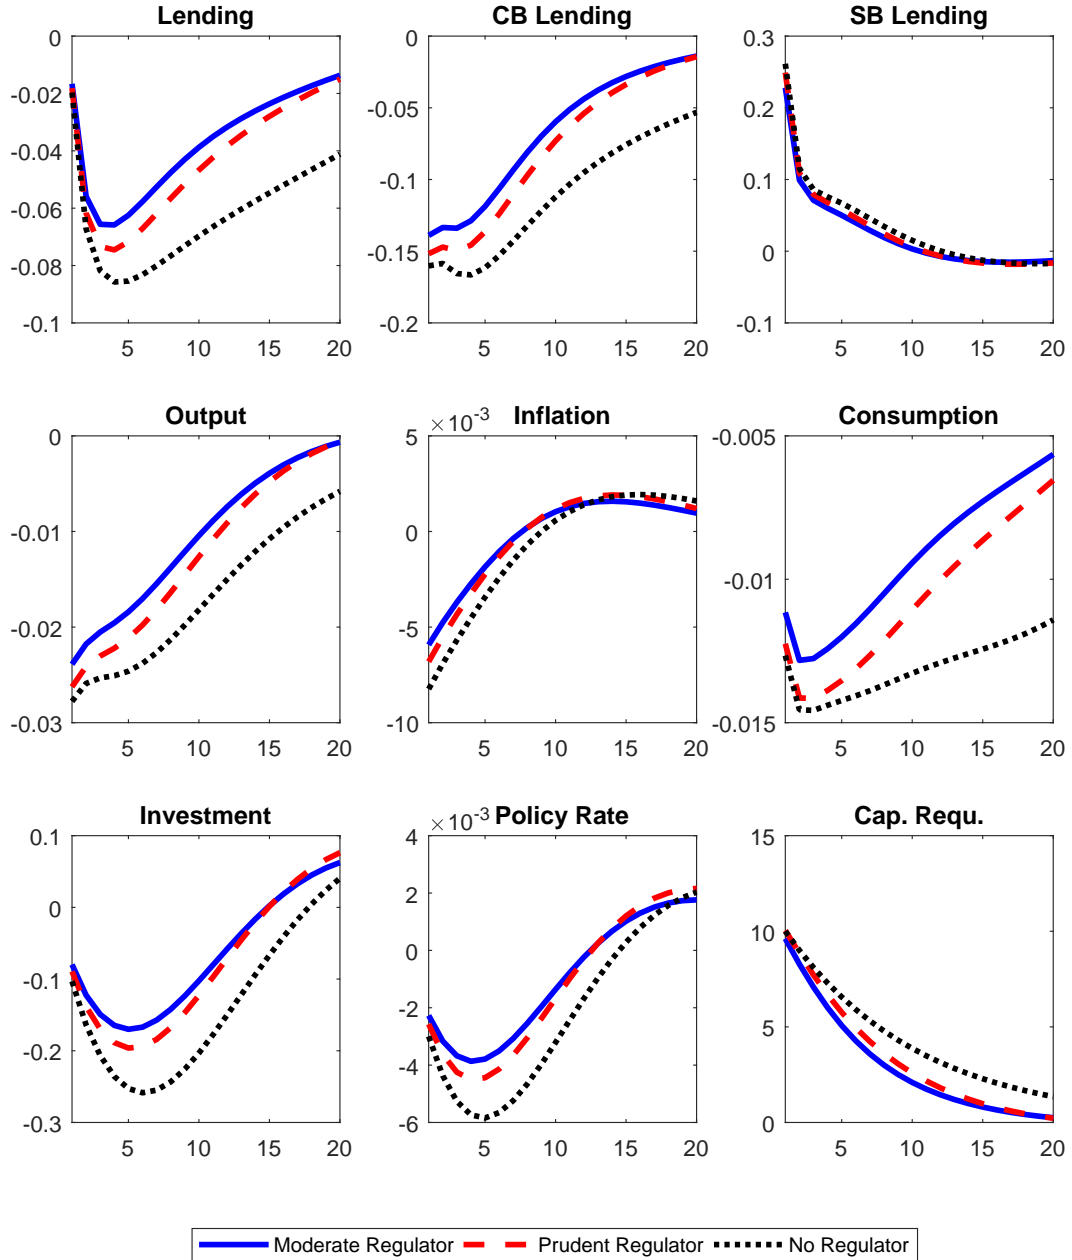 Lending
CB Lending
SB Lending
0
-0.02
-0.04
-0.06
-0.08
-0.1
5 10 15 20
0
-0.05
-0.1
-0.15
-0.2
5 10 15 20
0.3
0.2
0.1
0
-0.1
5 10 15 20
Output
Inflation
Consumption
0
-0.01
-0.02
-0.03
5 10 15 20
×10⁻³
5
0
-5
-10
5 10 15 20
-0.005
-0.01
-0.015
5 10 15 20
Investment
Policy Rate
Cap. Requ.
0.1
0
-0.1
-0.2
-0.3
5 10 15 20
×10⁻³
4
2
0
-2
-4
-6
5 10 15 20
15
10
5
0
5 10 15 20
Moderate Regulator Prudent Regulator No Regulator